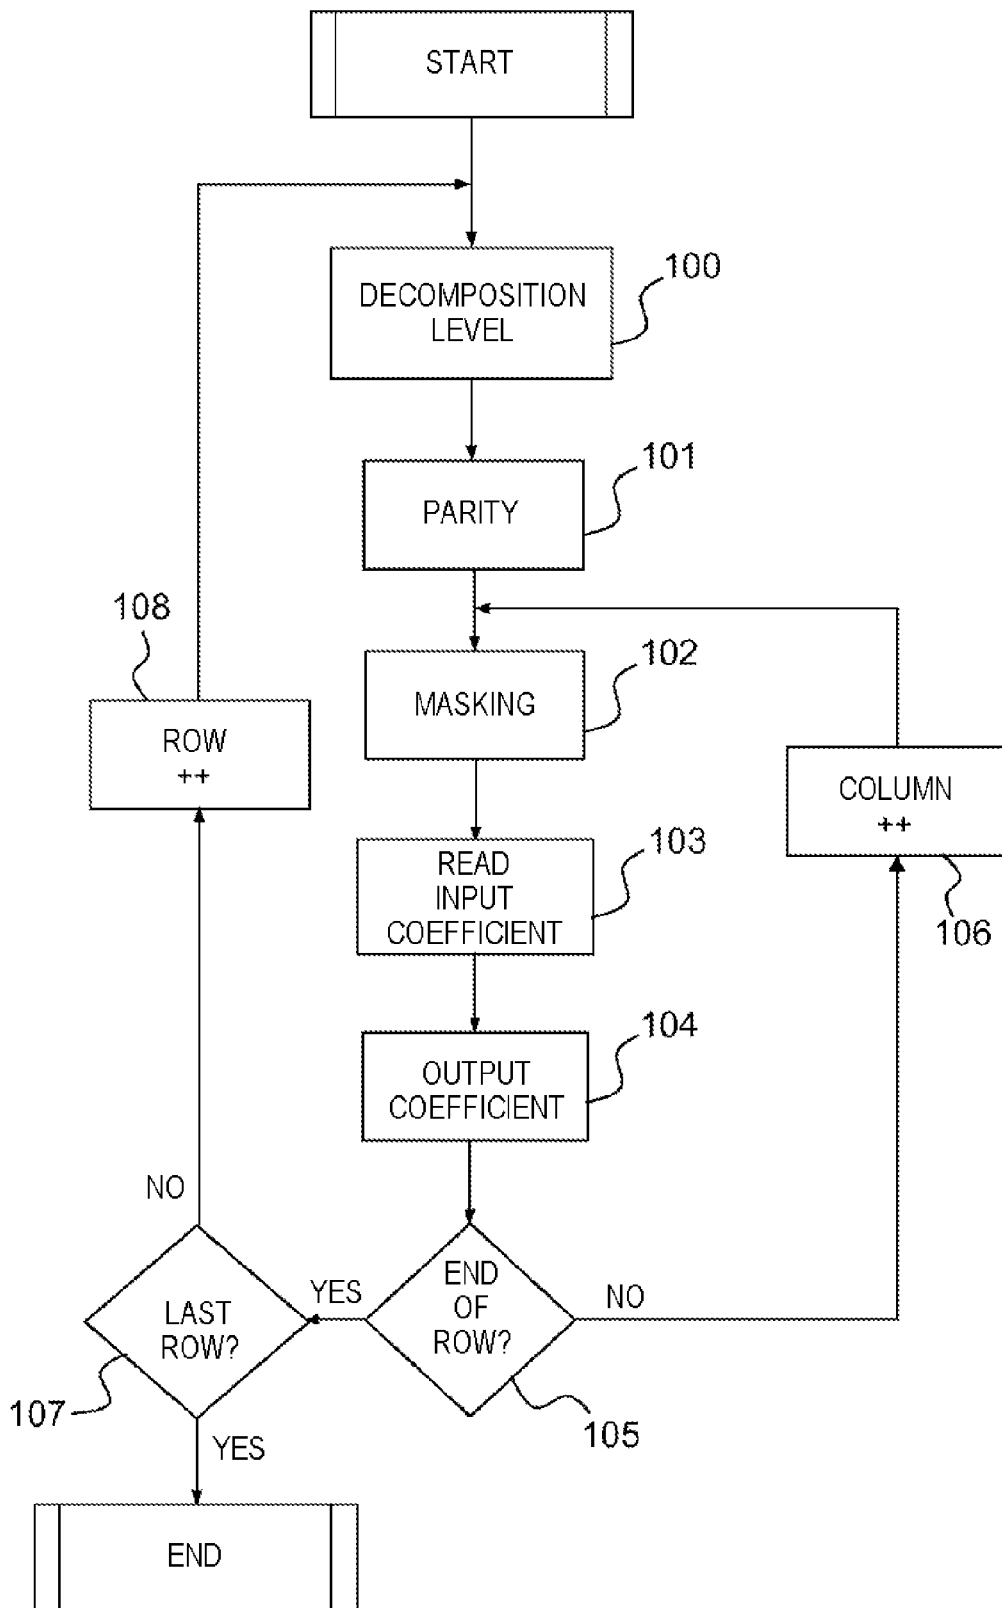 START
DECOMPOSITION
LEVEL
100
PARITY
101
MASKING
102
108
ROW
++
COLUMN
++
106
READ
INPUT
COEFFICIENT
103
OUTPUT
COEFFICIENT
104
END
OF
ROW?
105
NO
YES
LAST
ROW?
107
NO
YES
END